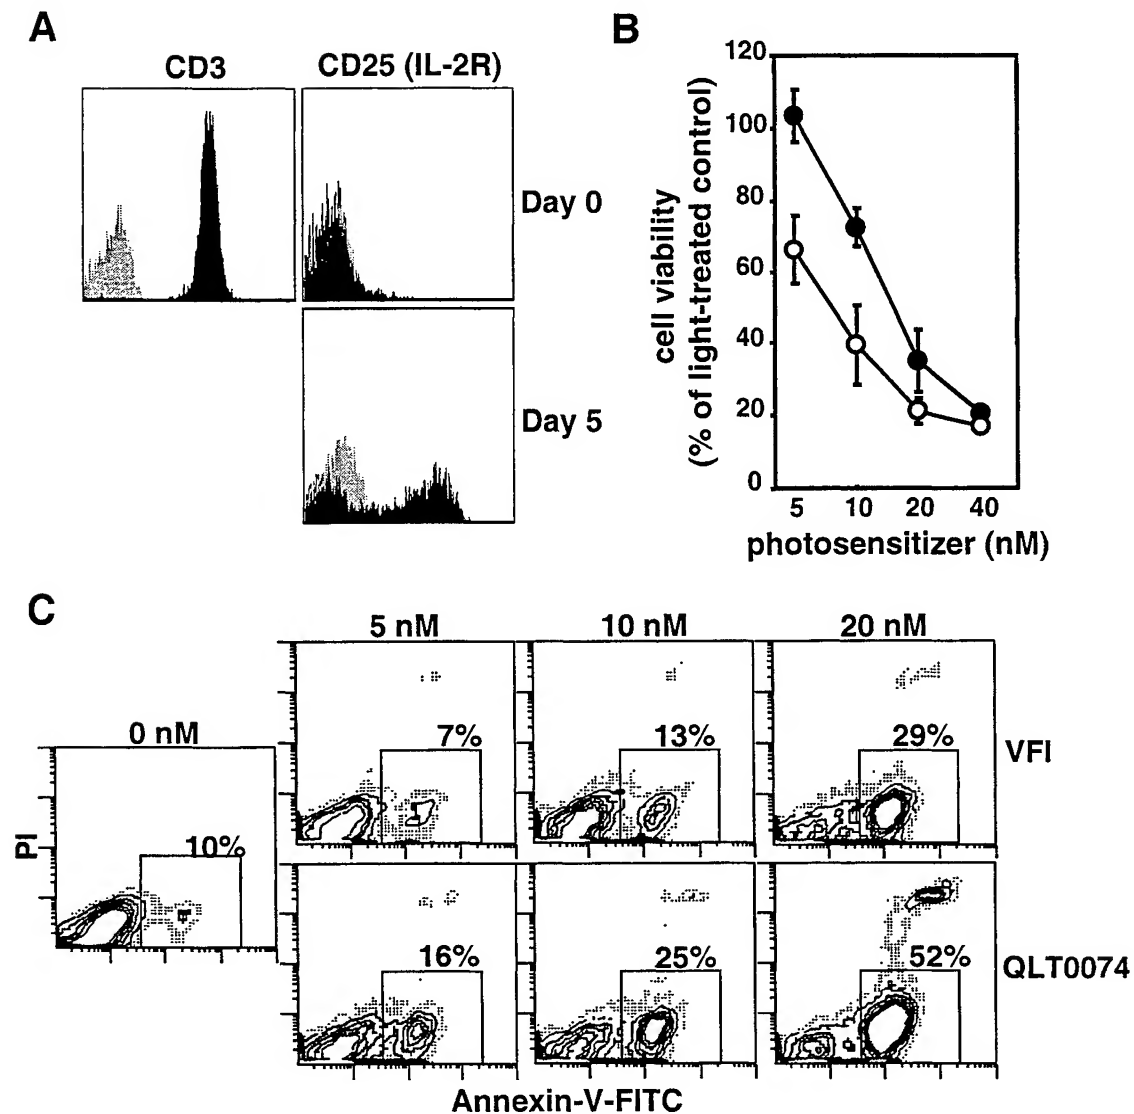 A
CD3
CD25 (IL-2R)
Day 0
Day 5
B
120
100
80
60
40
20
0
cell viability
(% of light-treated control)
5 10 20 40
photosensitizer (nM)
C
0 nM
5 nM
10 nM
20 nM
10%
7%
13%
29%
VFI
16%
25%
52%
QLT0074
PI
Annexin-V-FITC